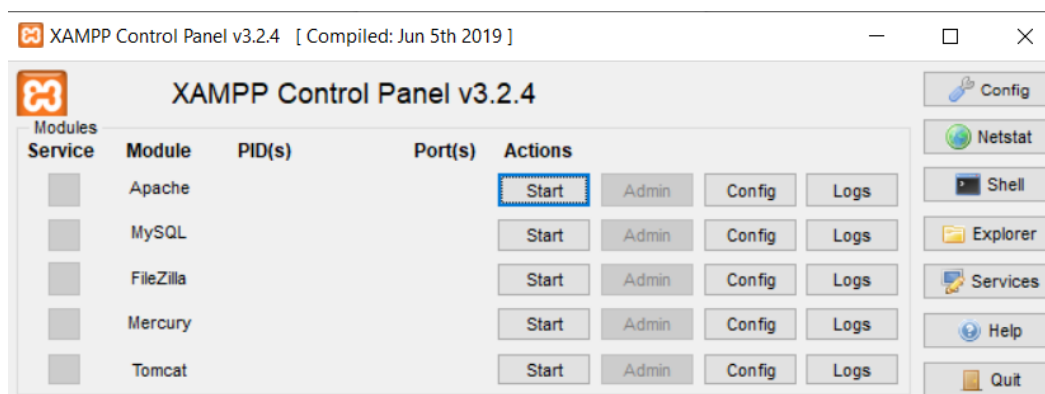 XAMPP Control Panel v3.2.4 [ Compiled: Jun 5th 2019 ]
XAMPP Control Panel v3.2.4
Config
Modules
Service Module PID(s) Port(s) Actions
Netstat
Apache Start Admin Config Logs
Shell
MySQL Start Admin Config Logs
Explorer
FileZilla Start Admin Config Logs
Services
Mercury Start Admin Config Logs
Help
Tomcat Start Admin Config Logs
Quit